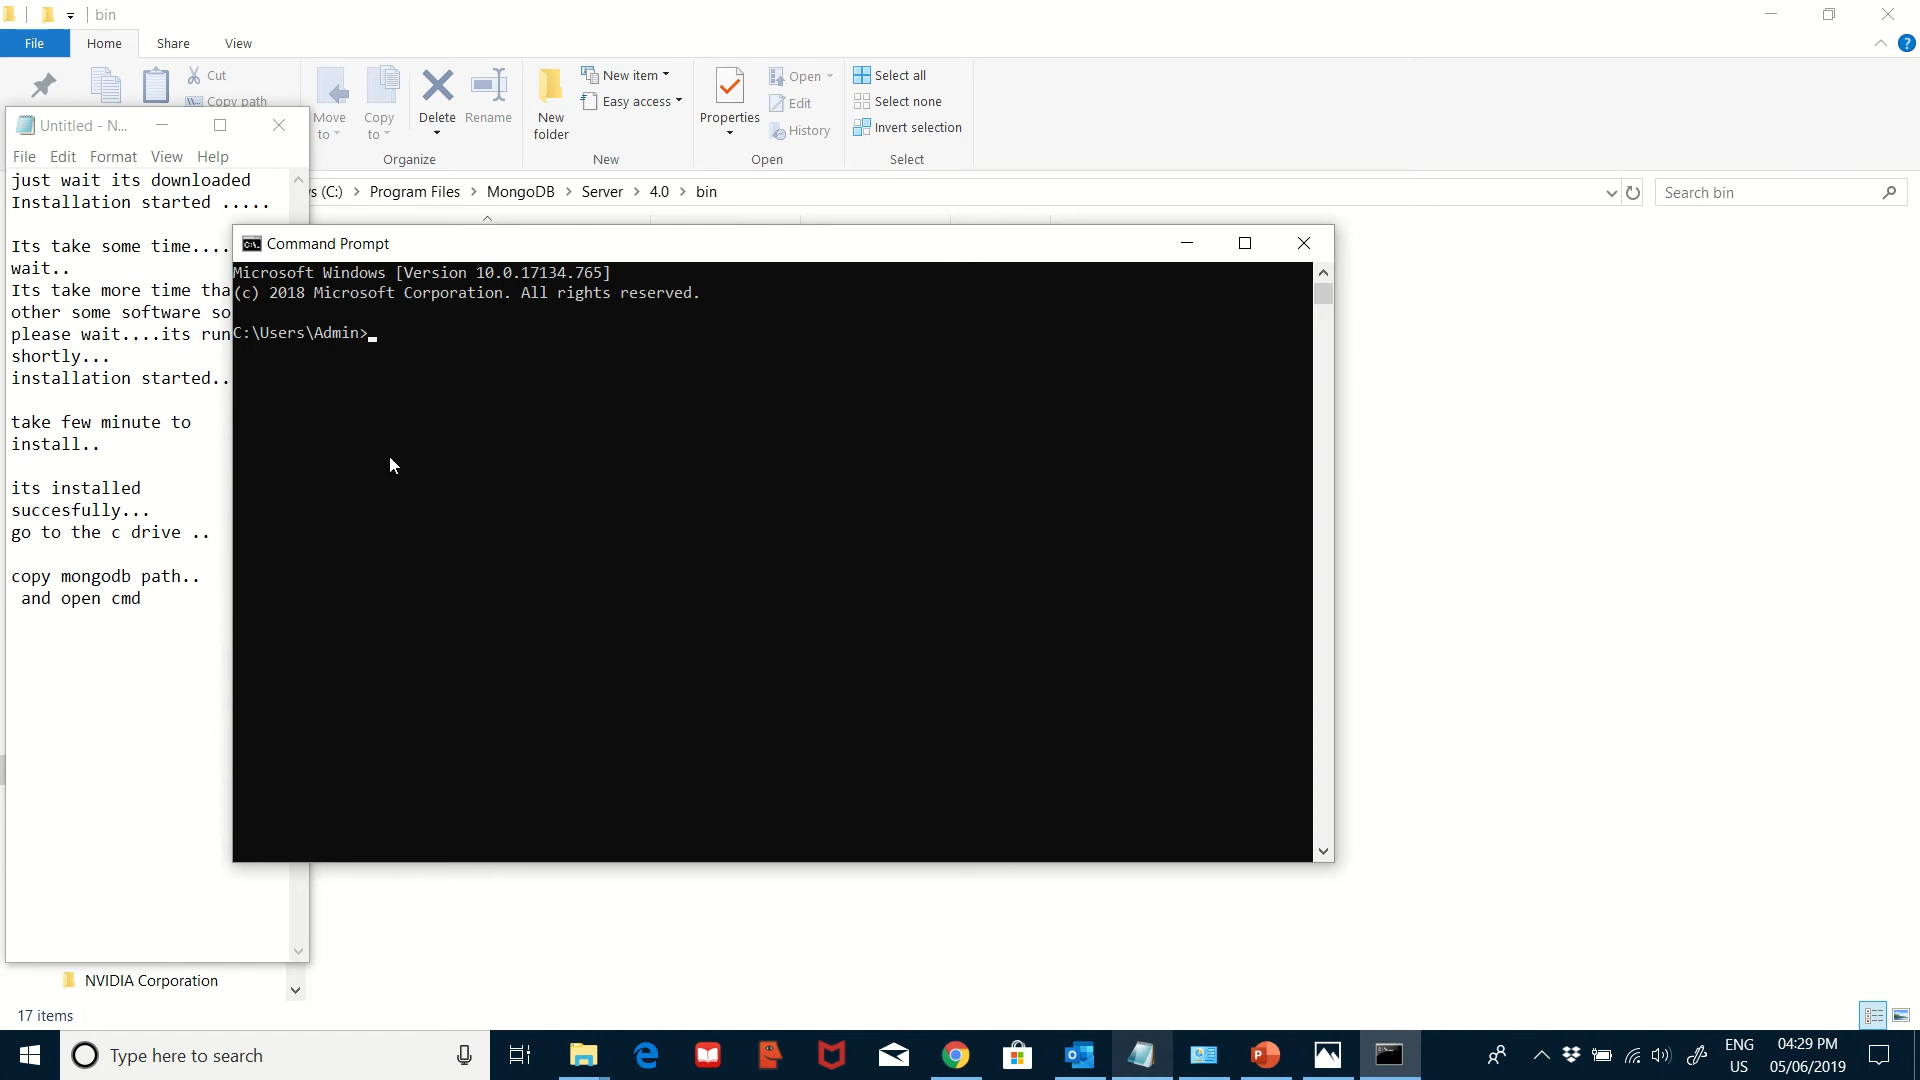 bin
File Home Share View
Cut
Copy path
Move to
Copy to
Delete
Rename
New folder
New item
Easy access
Properties
Open
Edit
History
Select all
Select none
Invert selection
Organize
New
Open
Select
Untitled - N...
File Edit Format View Help
just wait its downloaded
Installation started .....
Its take some time....
wait..
Its take more time tha
other some software so
please wait....its run
shortly...
installation started..
take few minute to
install..
its installed
succesfully...
go to the c drive ..
copy mongodb path..
and open cmd
s (C:) > Program Files > MongoDB > Server > 4.0 > bin
Search bin
Command Prompt
Microsoft Windows [Version 10.0.17134.765]
(c) 2018 Microsoft Corporation. All rights reserved.
C:\Users\Admin>
NVIDIA Corporation
17 items
Type here to search
ENG
US
04:29 PM
05/06/2019